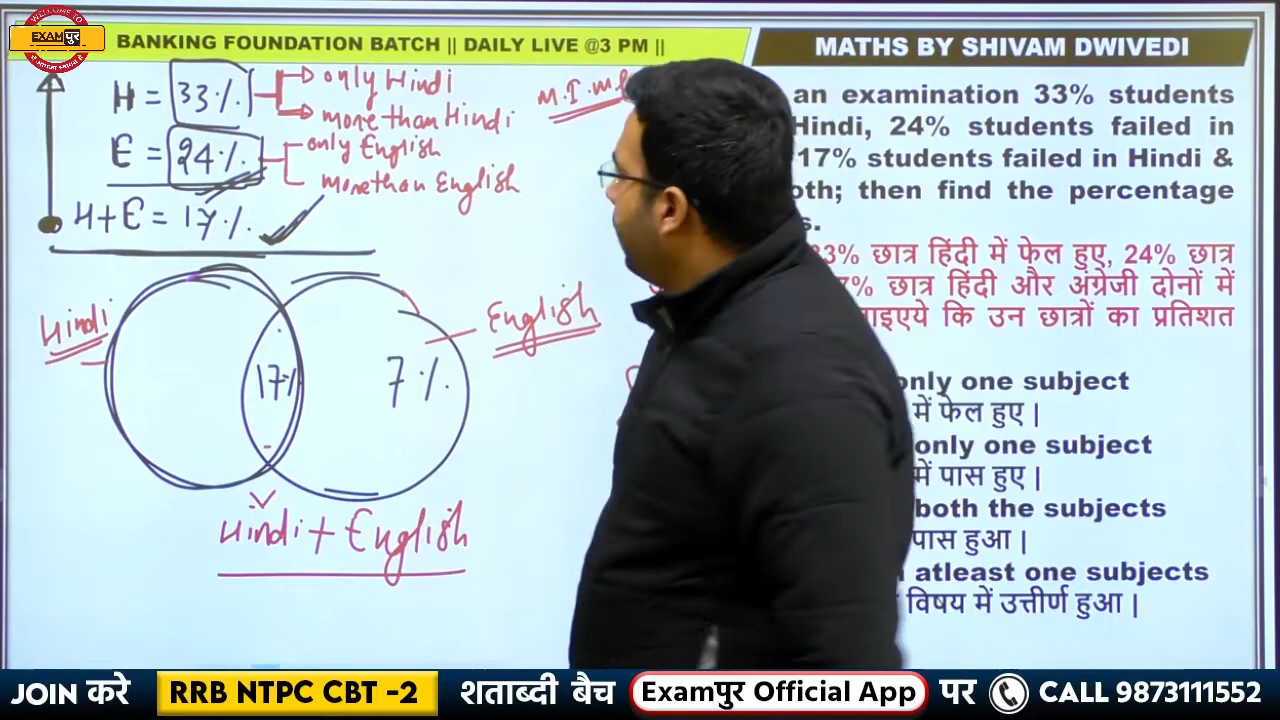 WELCOME TO
EXAMपुर
BANKING FOUNDATION BATCH || DAILY LIVE @3 PM ||
MATHS BY SHIVAM DWIVEDI
H = 33%
only Hindi
more than Hindi
E = 24%
only English
more than English
H+E = 17%
an examination 33% students
Hindi, 24% students failed in
17% students failed in Hindi &
then find the percentage
33% छात्र हिंदी में फेल हुए, 24% छात्र
7% छात्र हिंदी और अंग्रेजी दोनों में
कि उन छात्रों का प्रतिशत
only one subject
में फेल हुए |
only one subject
में पास हुए |
both the subjects
पास हुआ |
atleast one subjects
विषय में उत्तीर्ण हुआ |
Hindi
English
17%
7%
Hindi + English
JOIN करे
RRB NTPC CBT -2
शताब्दी बैच
Examपुर Official App
पर
CALL 9873111552